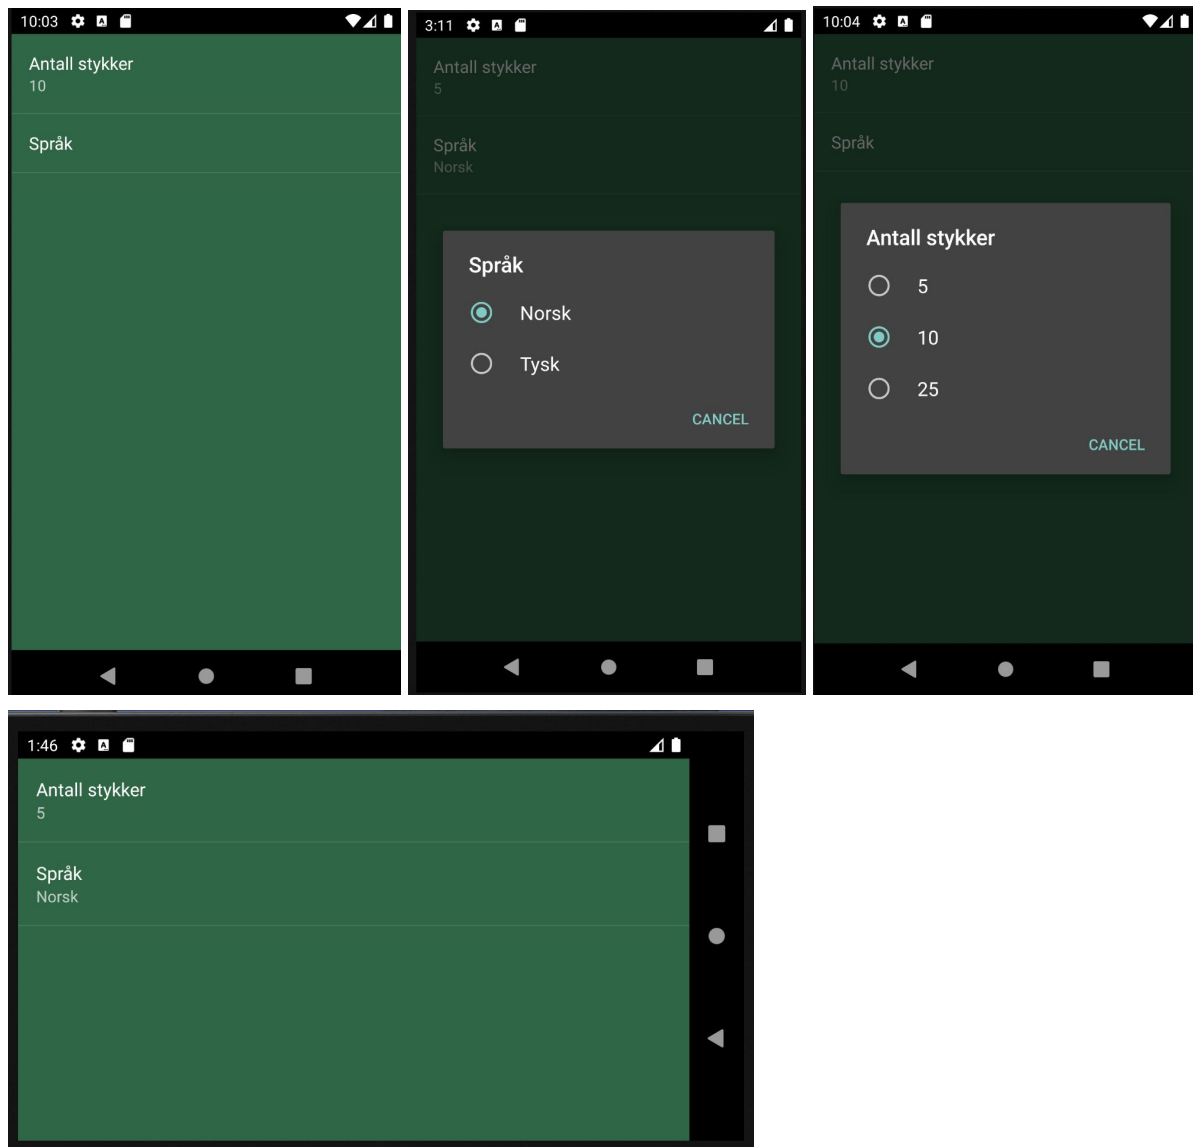 10:03
Antall stykker
10
Språk
3:11
Antall stykker
5
Språk
Norsk
Språk
Norsk
Tysk
CANCEL
10:04
Antall stykker
10
Språk
Antall stykker
5
10
25
CANCEL
1:46
Antall stykker
5
Språk
Norsk